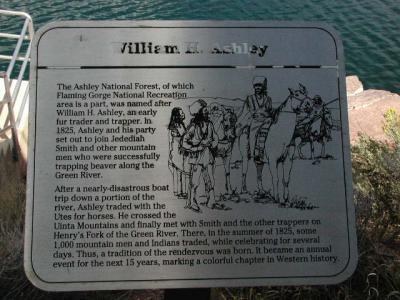 William H. Ashley
The Ashley National Forest, of which
Flaming Gorge National Recreation
area is a part, was named after
William H. Ashley, an early
fur trader and trapper. In
1825, Ashley and his party
set out to join Jedediah
Smith and other mountain
men who were successfully
trapping beaver along the
Green River.
After a nearly-disastrous boat
trip down a portion of the
river, Ashley traded with the
Utes for horses. He crossed the
Uinta Mountains and finally met with Smith and the other trappers on
Henry's Fork of the Green River. There, in the summer of 1825, some
1,000 mountain men and Indians traded, while celebrating for several
days. Thus, a tradition of the rendezvous was born. It became an annual
event for the next 15 years, marking a colorful chapter in Western history.